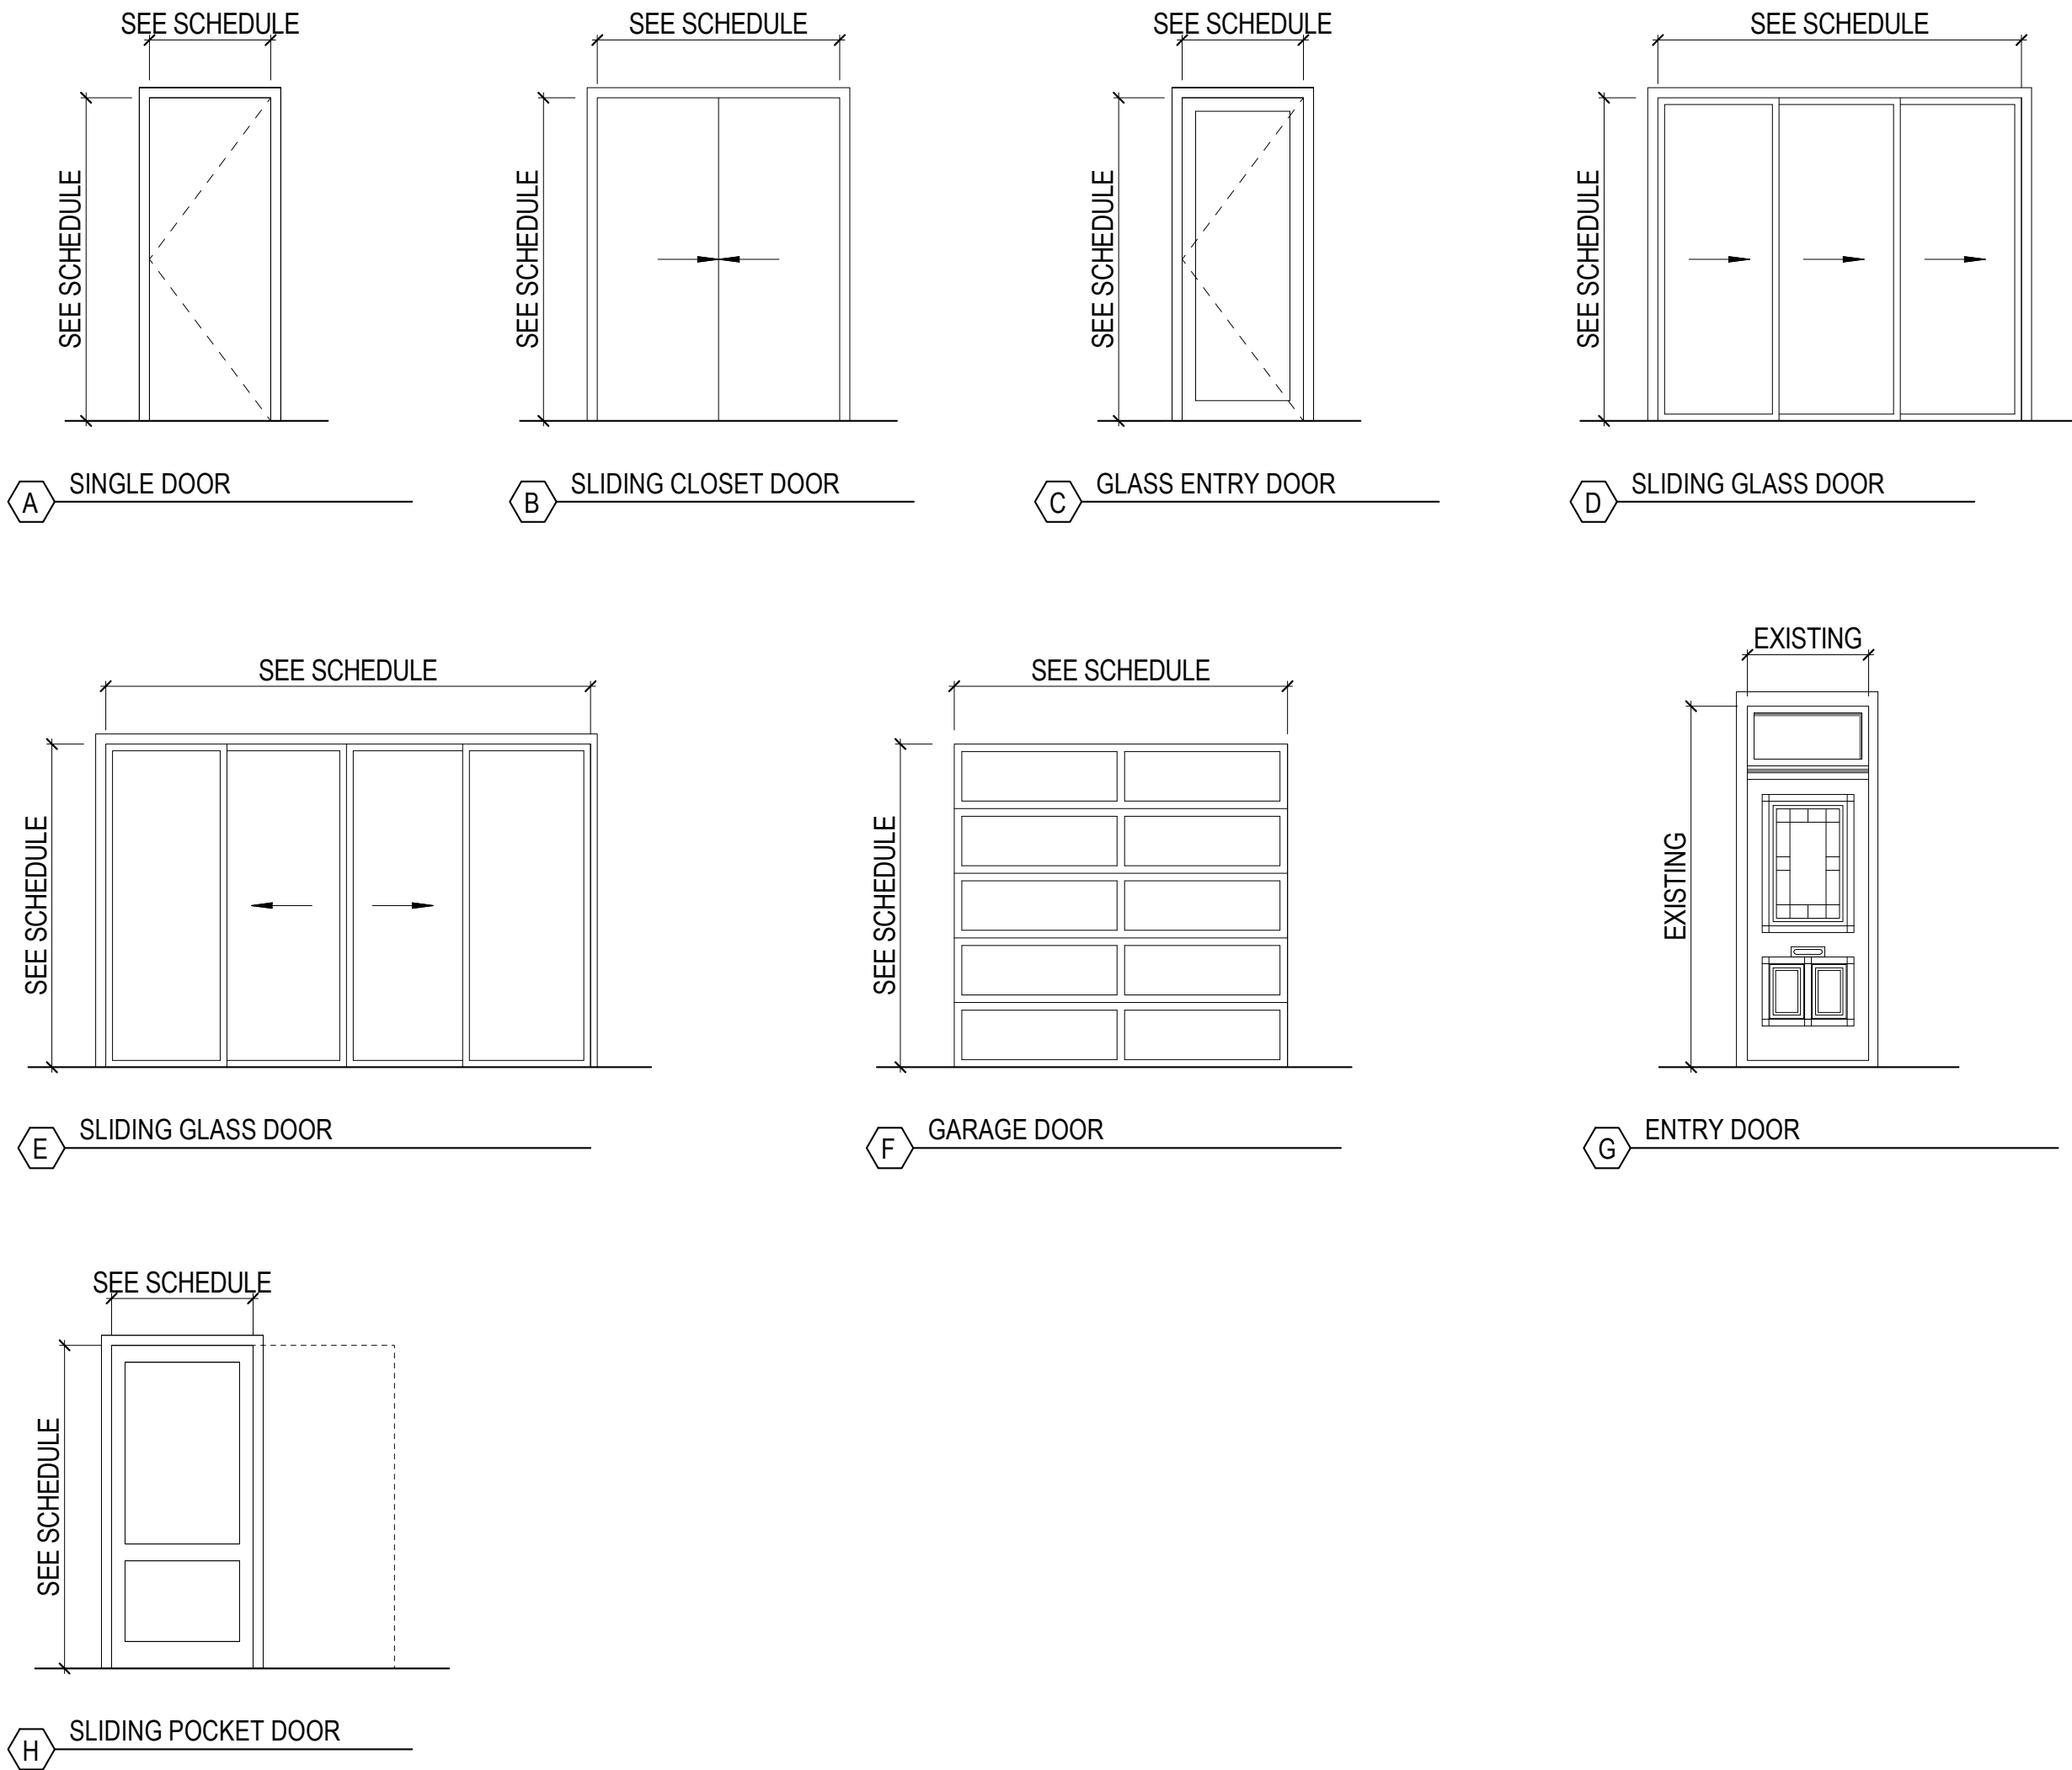 SEE SCHEDULE
SEE SCHEDULE
SEE SCHEDULE
SEE SCHEDULE
SEE SCHEDULE
SEE SCHEDULE
SEE SCHEDULE
SEE SCHEDULE
A SINGLE DOOR
B SLIDING CLOSET DOOR
C GLASS ENTRY DOOR
D SLIDING GLASS DOOR
SEE SCHEDULE
SEE SCHEDULE
SEE SCHEDULE
SEE SCHEDULE
EXISTING
EXISTING
E SLIDING GLASS DOOR
F GARAGE DOOR
G ENTRY DOOR
SEE SCHEDULE
SEE SCHEDULE
H SLIDING POCKET DOOR